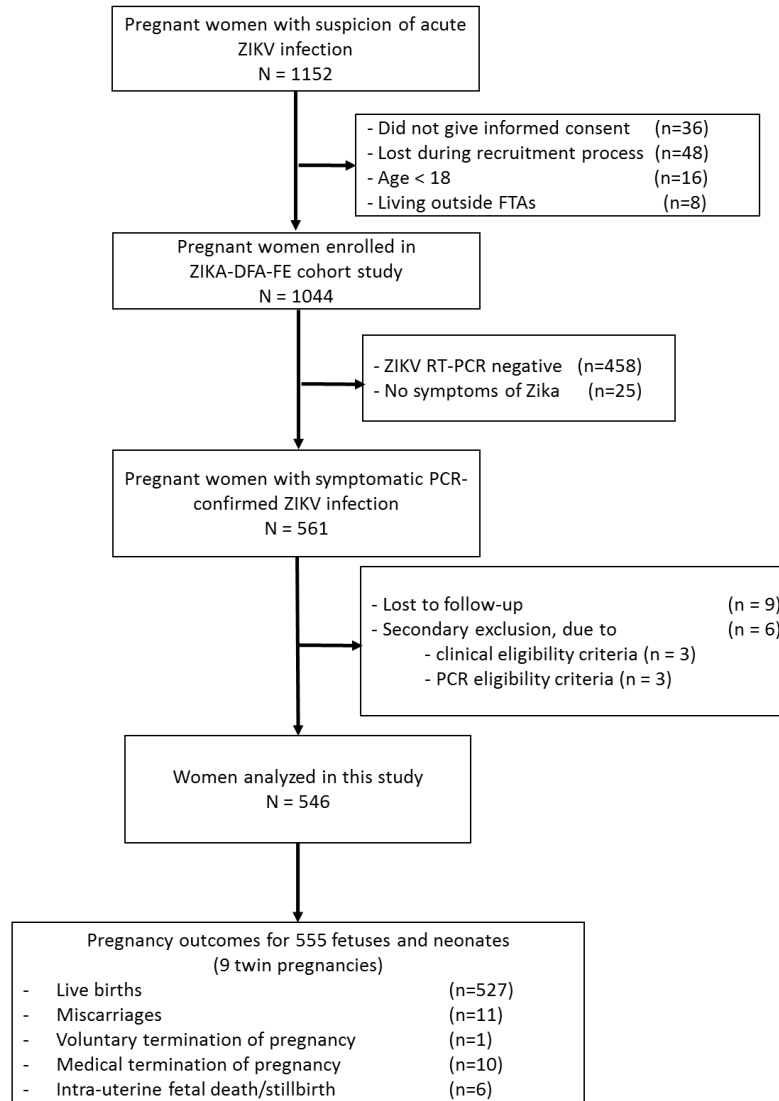 Pregnant women with suspicion of acute
ZIKV infection
N = 1152
- Did not give informed consent (n=36)
- Lost during recruitment process (n=48)
- Age < 18 (n=16)
- Living outside FTAs (n=8)
Pregnant women enrolled in
ZIKA-DFA-FE cohort study
N = 1044
- ZIKV RT-PCR negative (n=458)
- No symptoms of Zika (n=25)
Pregnant women with symptomatic PCR-
confirmed ZIKV infection
N = 561
- Lost to follow-up (n = 9)
- Secondary exclusion, due to (n = 6)
- clinical eligibility criteria (n = 3)
- PCR eligibility criteria (n = 3)
Women analyzed in this study
N = 546
Pregnancy outcomes for 555 fetuses and neonates
(9 twin pregnancies)
- Live births (n=527)
- Miscarriages (n=11)
- Voluntary termination of pregnancy (n=1)
- Medical termination of pregnancy (n=10)
- Intra-uterine fetal death/stillbirth (n=6)